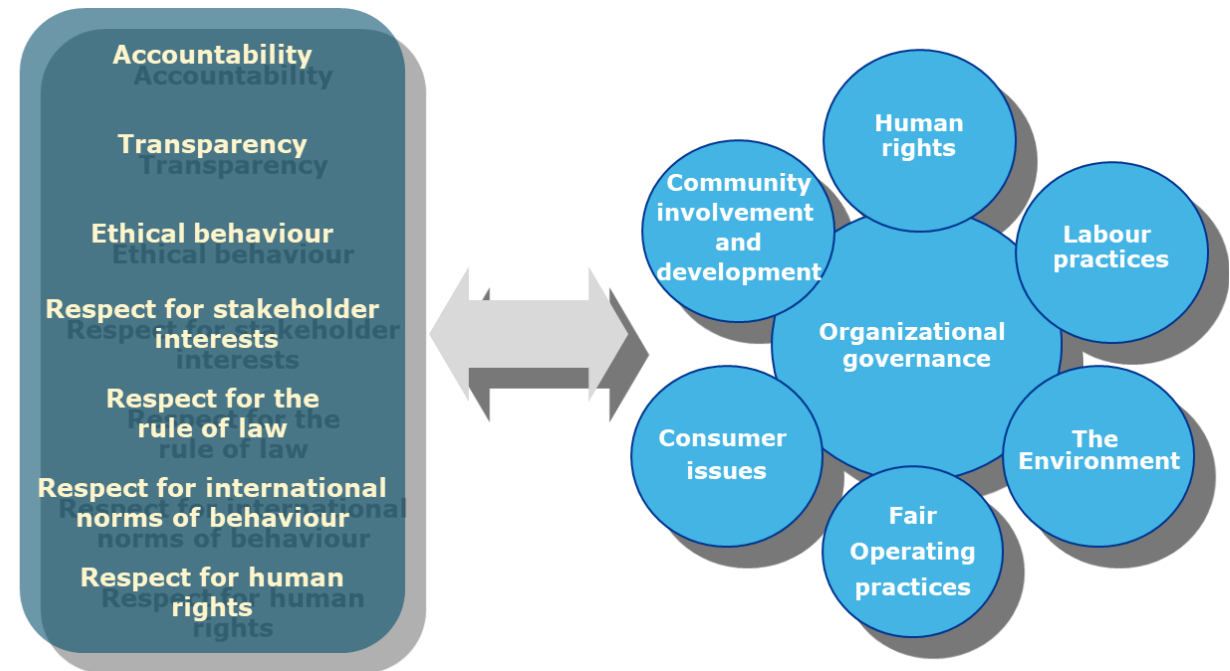 Accountability
Transparency
Ethical behaviour
Respect for stakeholder
interests
Respect for the
rule of law
Respect for international
norms of behaviour
Respect for human
rights
Human
rights
Community
involvement
and
development
Labour
practices
Organizational
governance
Consumer
issues
The
Environment
Fair
Operating
practices